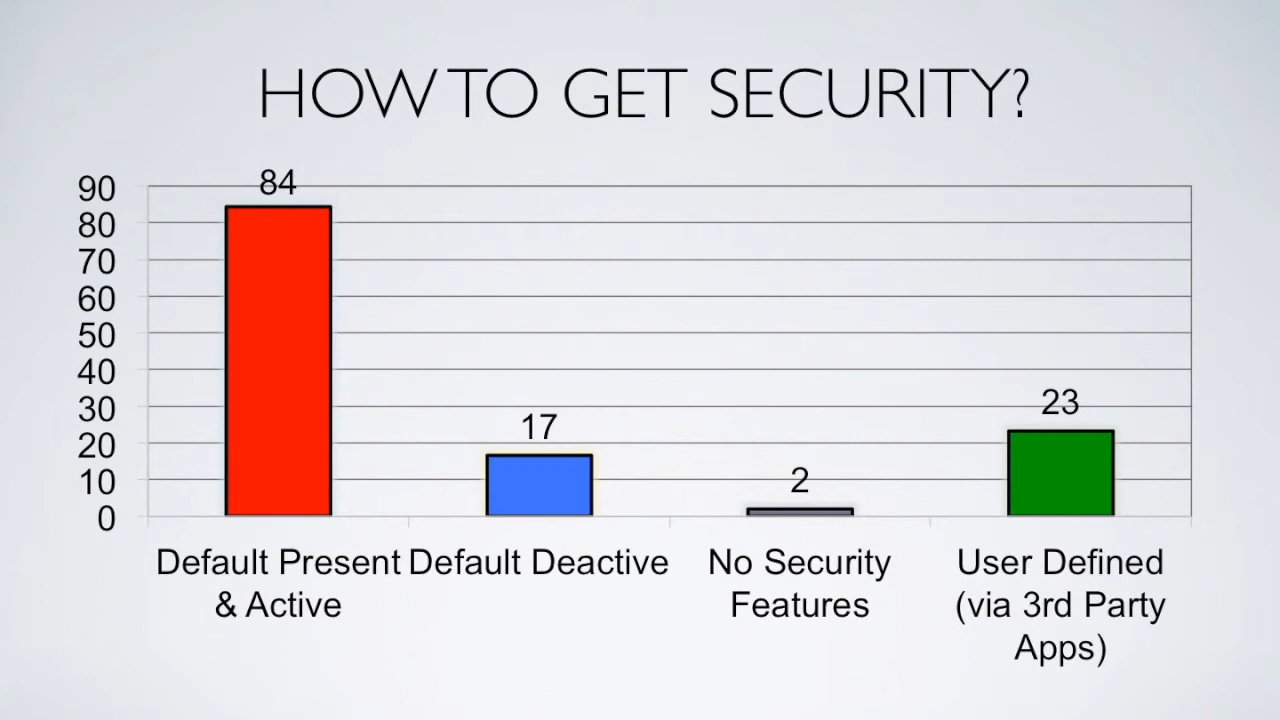 HOW TO GET SECURITY?
90
80
70
60
50
40
30
20
10
0
84
17
2
23
Default Present
& Active
Default Deactive
No Security
Features
User Defined
(via 3rd Party
Apps)